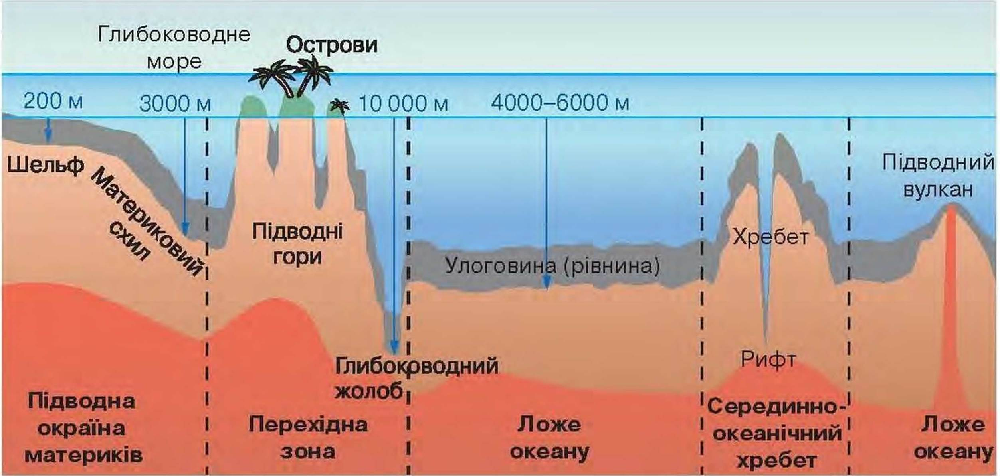 Глибоководне
море
Острови
200 м
3000 м
10 000 м
4000–6000 м
Шельф
Материковий
схил
Підводні
гори
Улоговина (рівнина)
Хребет
Підводний
вулкан
Рифт
Глибоководний
жолоб
Підводна
окраїна
материків
Перехідна
зона
Ложе
океану
Серединно-
океанічний
хребет
Ложе
океану